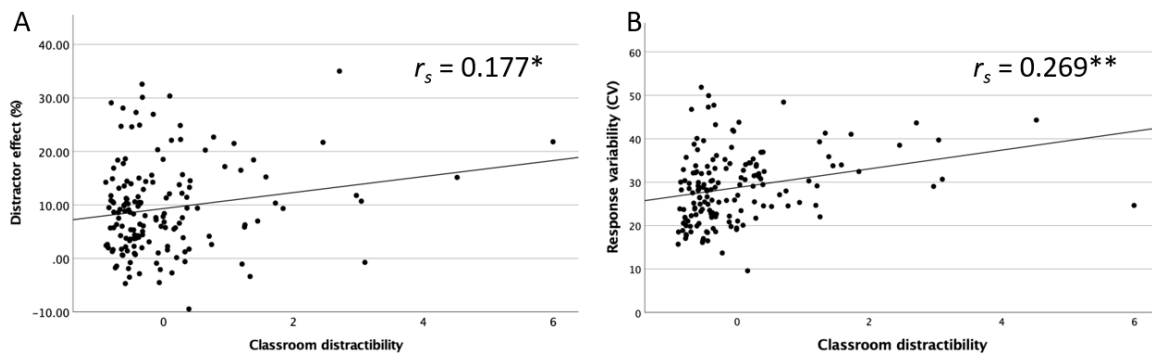 A
r_s = 0.177*
Distractor effect (%)
40.00
30.00
20.00
10.00
.00
-10.00
0
2
4
6
Classroom distractibility
B
r_s = 0.269**
Response variability (CV)
60
50
40
30
20
10
0
0
2
4
6
Classroom distractibility